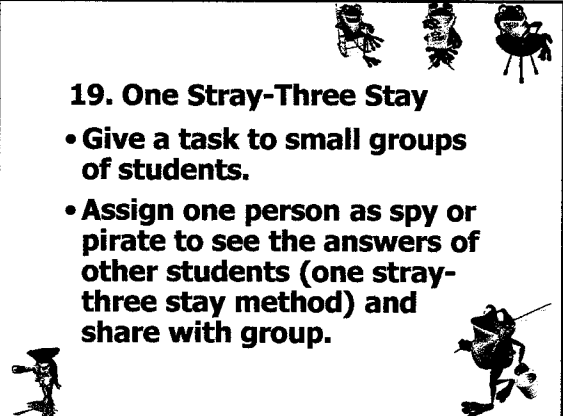 19. One Stray-Three Stay
• Give a task to small groups
of students.
• Assign one person as spy or
pirate to see the answers of
other students (one stray-
three stay method) and
share with group.